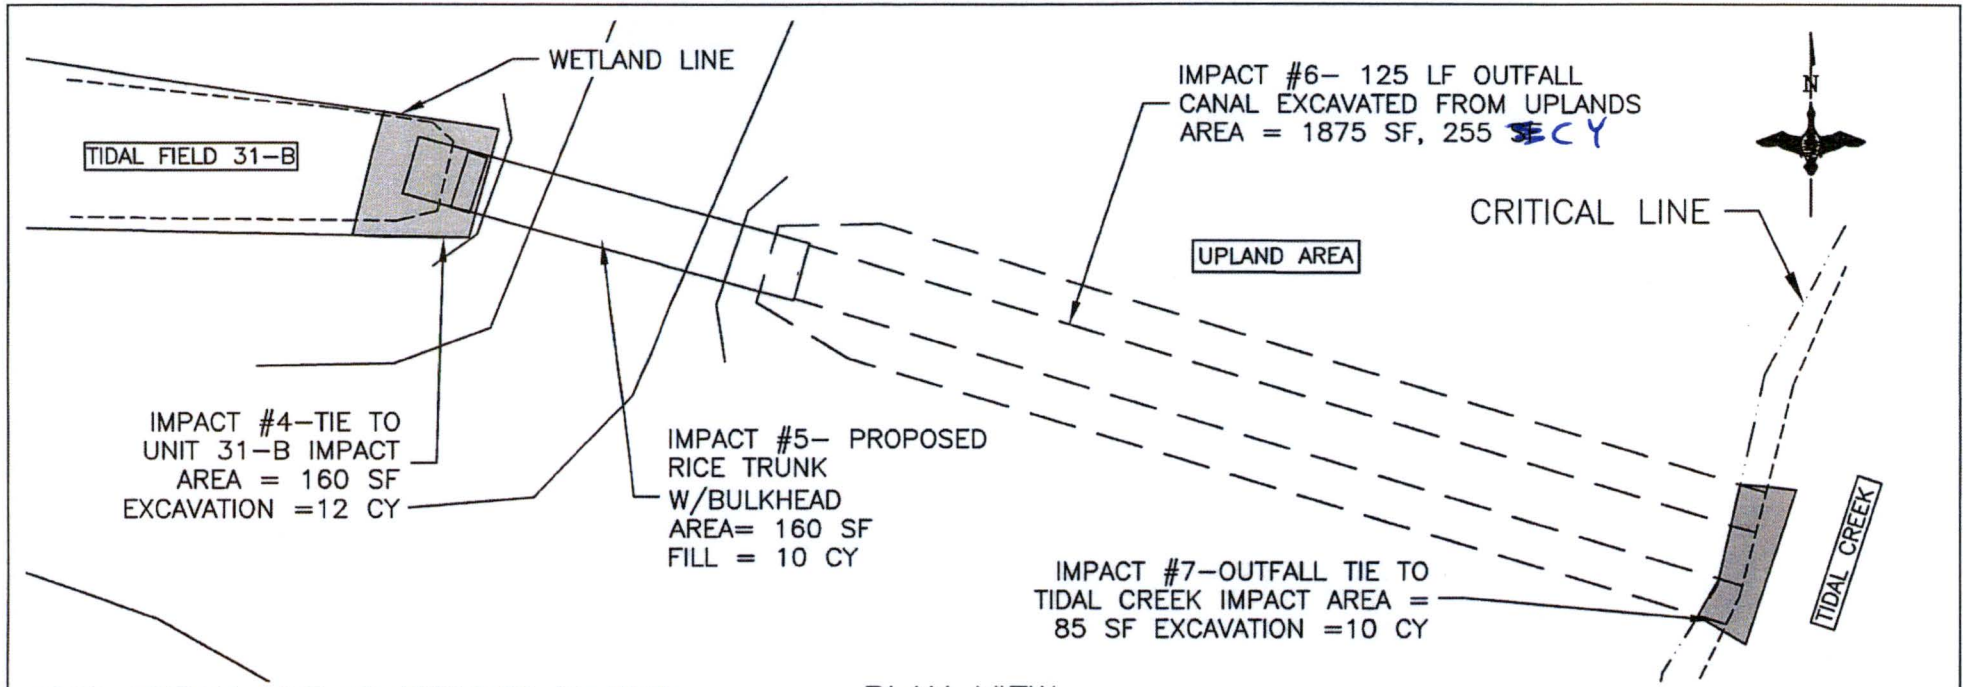 WETLAND LINE
TIDAL FIELD 31-B
IMPACT #6- 125 LF OUTFALL
CANAL EXCAVATED FROM UPLANDS
AREA = 1875 SF, 255 CY
N
CRITICAL LINE
UPLAND AREA
IMPACT #4-TIE TO
UNIT 31-B IMPACT
AREA = 160 SF
EXCAVATION =12 CY
IMPACT #5- PROPOSED
RICE TRUNK
W/BULKHEAD
AREA= 160 SF
FILL = 10 CY
IMPACT #7-OUTFALL TIE TO
TIDAL CREEK IMPACT AREA =
85 SF EXCAVATION =10 CY
TIDAL CREEK